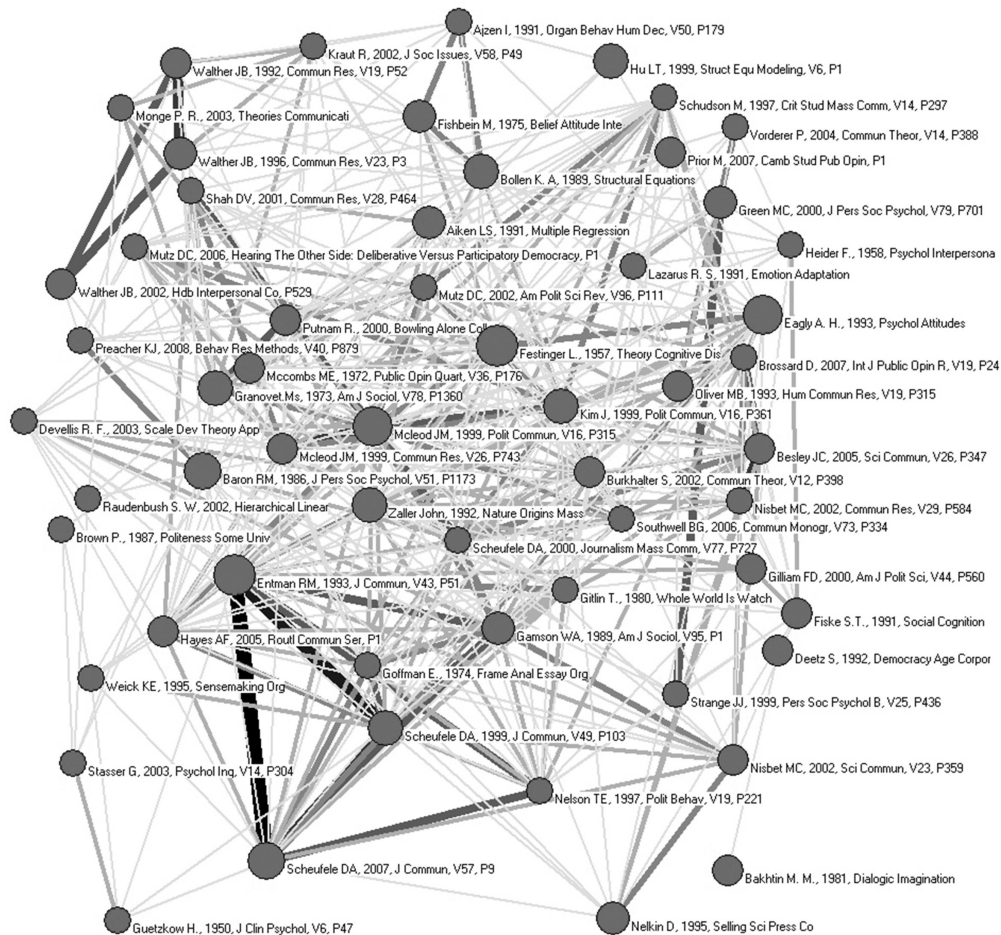 Ajzen I, 1991, Organ Behav Hum Dec, V50, P179
Kraut R, 2002, J Soc Issues, V58, P49
Walther JB, 1992, Commun Res, V19, P52
Hu LT, 1999, Struct Equ Modeling, V6, P1
Schudson M, 1997, Crit Stud Mass Comm, V14, P297
Monge P. R., 2003, Theories Communicati
Fishbein M, 1975, Belief Attitude Inte
Vorderer P, 2004, Commun Theor, V14, P388
Walther JB, 1996, Commun Res, V23, P3
Prior M, 2007, Camb Stud Pub Opin, P1
Bollen K. A, 1989, Structural Equations
Shah DV, 2001, Commun Res, V28, P464
Green MC, 2000, J Pers Soc Psychol, V79, P701
Aiken LS, 1991, Multiple Regression
Mutz DC, 2006, Hearing The Other Side: Deliberative Versus Participatory Democracy, P1
Heider F., 1958, Psychol Interpersona
Lazarus R. S, 1991, Emotion Adaptation
Walther JB, 2002, Hdb Interpersonal Co, P529
Mutz DC, 2002, Am Polit Sci Rev, V96, P111
Putnam R., 2000, Bowling Alone Coll
Eagly A. H., 1993, Psychol Attitudes
Preacher KJ, 2008, Behav Res Methods, V40, P879
Festinger L., 1957, Theory Cognitive Dis
Brossard D, 2007, Int J Public Opin R, V19, P24
Mccombs ME, 1972, Public Opin Quart, V36, P176
Granovet.Ms, 1973, Am J Sociol, V78, P1360
Oliver MB, 1993, Hum Commun Res, V19, P315
Kim J, 1999, Polit Commun, V16, P361
Devellis R. F., 2003, Scale Dev Theory App
Mcleod JM, 1999, Polit Commun, V16, P315
Mcleod JM, 1999, Commun Res, V26, P743
Besley JC, 2005, Sci Commun, V26, P347
Baron RM, 1986, J Pers Soc Psychol, V51, P1173
Burkhalter S, 2002, Commun Theor, V12, P398
Raudenbush S. W, 2002, Hierarchical Linear
Zaller John, 1992, Nature Origins Mass
Nisbet MC, 2002, Commun Res, V29, P584
Southwell BG, 2006, Commun Monogr, V73, P334
Brown P., 1987, Politeness Some Univ
Scheufele DA, 2000, Journalism Mass Comm, V77, P727
Entman RM, 1993, J Commun, V43, P51
Gilliam FD, 2000, Am J Polit Sci, V44, P560
Gitlin T., 1980, Whole World Is Watch
Fiske S.T., 1991, Social Cognition
Hayes AF, 2005, Routl Commun Ser, P1
Gamson WA, 1989, Am J Sociol, V95, P1
Deetz S, 1992, Democracy Age Corpor
Goffman E., 1974, Frame Anal Essay Org
Weick KE, 1995, Sensemaking Org
Strange JJ, 1999, Pers Soc Psychol B, V25, P436
Scheufele DA, 1999, J Commun, V49, P103
Stasser G, 2003, Psychol Inq, V14, P304
Nisbet MC, 2002, Sci Commun, V23, P359
Nelson TE, 1997, Polit Behav, V19, P221
Scheufele DA, 2007, J Commun, V57, P9
Bakhtin M. M., 1981, Dialogic Imagination
Guetzkow H., 1950, J Clin Psychol, V6, P47
Nelkin D, 1995, Selling Sci Press Co